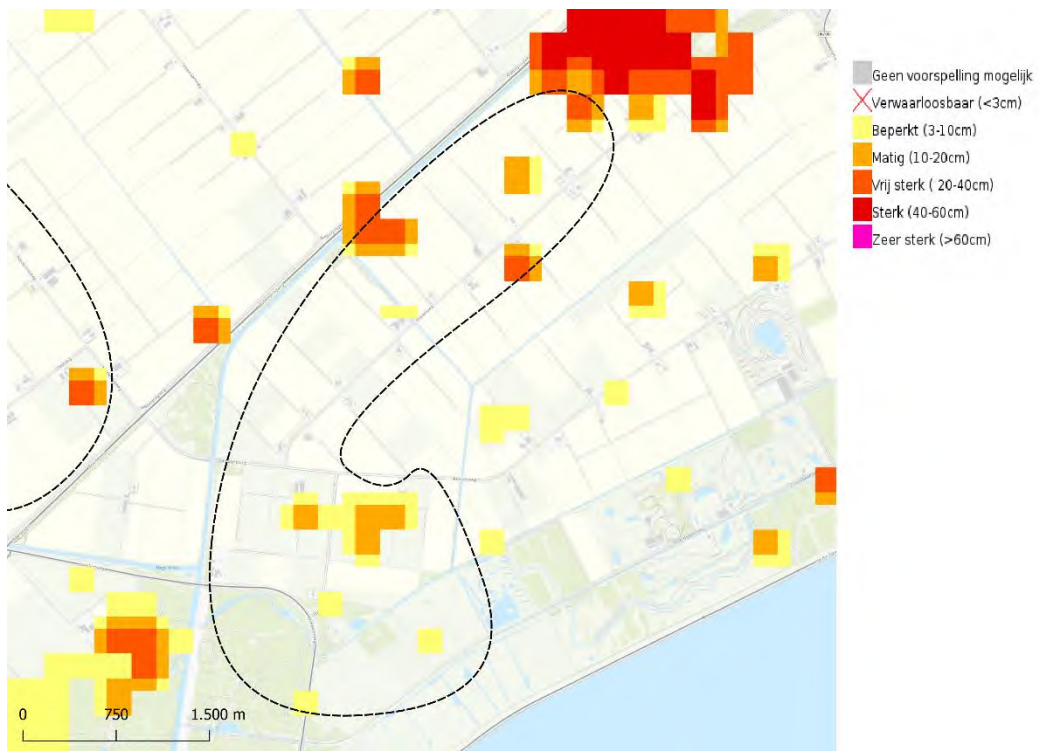 Geen voorspelling mogelijk
Verwaarloosbaar (<3cm)
Beperkt (3-10cm)
Matig (10-20cm)
Vrij sterk ( 20-40cm)
Sterk (40-60cm)
Zeer sterk (>60cm)
0 750 1.500 m